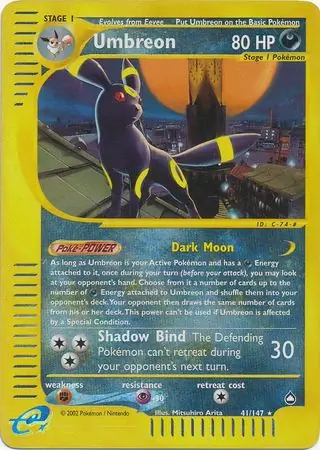 STAGE 1 Evolves from Eevee Put Umbreon on the Basic Pokémon
Umbreon 80 HP
Stage 1 Pokémon
ID: C-74-#
POKé-POWER Dark Moon
As long as Umbreon is your Active Pokémon and has a Energy
attached to it, once during your turn (before your attack), you may look
at your opponent's hand. Choose from it a number of cards up to the
number of Energy attached to Umbreon and shuffle them into your
opponent's deck. Your opponent then draws the same number of cards
from his or her deck. This power can't be used if Umbreon is affected
by a Special Condition.
Shadow Bind The Defending
Pokémon can't retreat during
your opponent's next turn.
30
weakness resistance retreat cost
-30
e © 2002 Pokémon / Nintendo Illus. Mitsuhiro Arita 41/147 ★